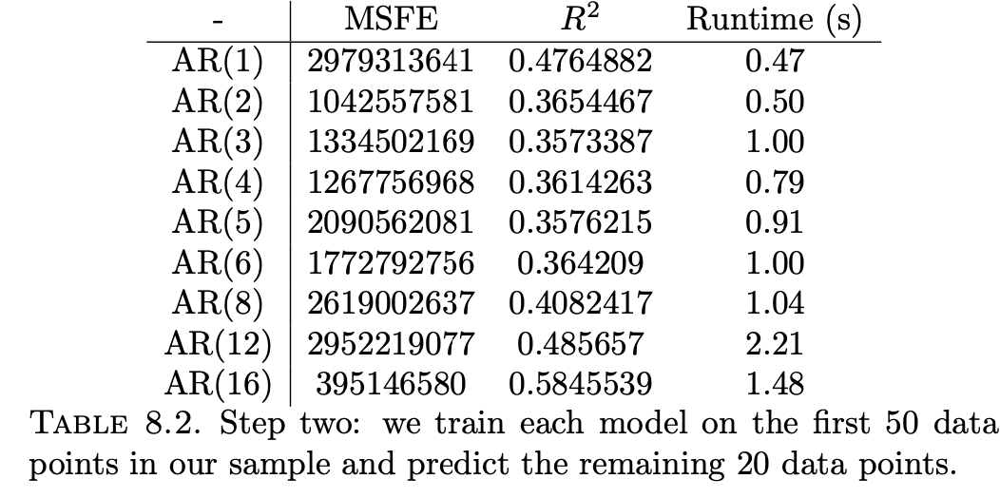 - MSFE R² Runtime (s)
AR(1) 2979313641 0.4764882 0.47
AR(2) 1042557581 0.3654467 0.50
AR(3) 1334502169 0.3573387 1.00
AR(4) 1267756968 0.3614263 0.79
AR(5) 2090562081 0.3576215 0.91
AR(6) 1772792756 0.364209 1.00
AR(8) 2619002637 0.4082417 1.04
AR(12) 2952219077 0.485657 2.21
AR(16) 395146580 0.5845539 1.48
TABLE 8.2. Step two: we train each model on the first 50 data
points in our sample and predict the remaining 20 data points.